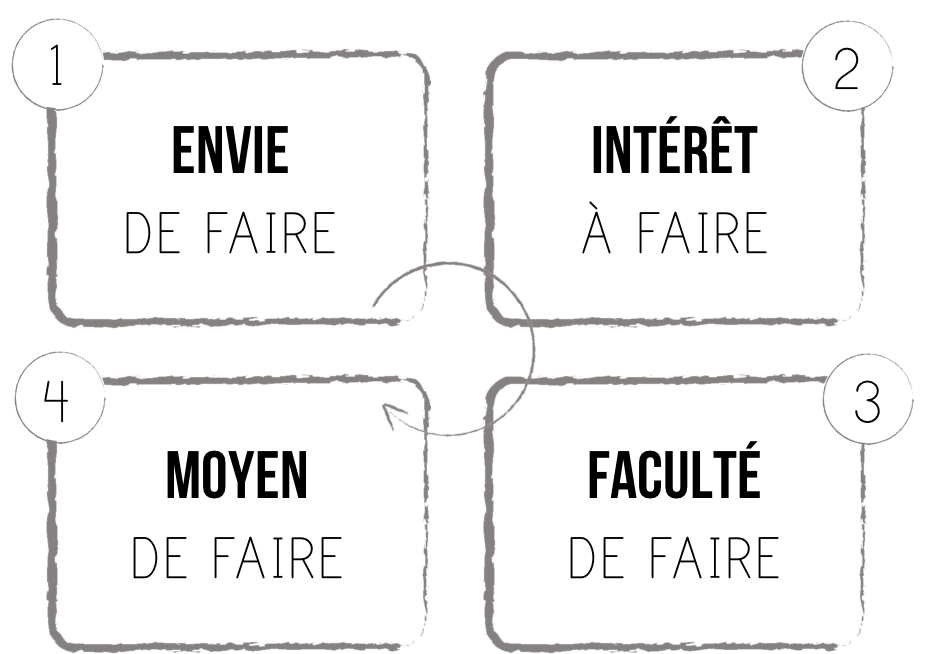 1
ENVIE
DE FAIRE
2
INTÉRÊT
À FAIRE
3
FACULTÉ
DE FAIRE
4
MOYEN
DE FAIRE